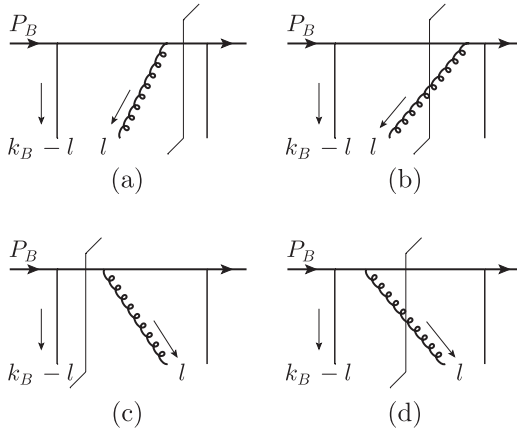 P_B P_B
k_B − l l k_B − l l
(a) (b)
P_B P_B
k_B − l l k_B − l l
(c) (d)